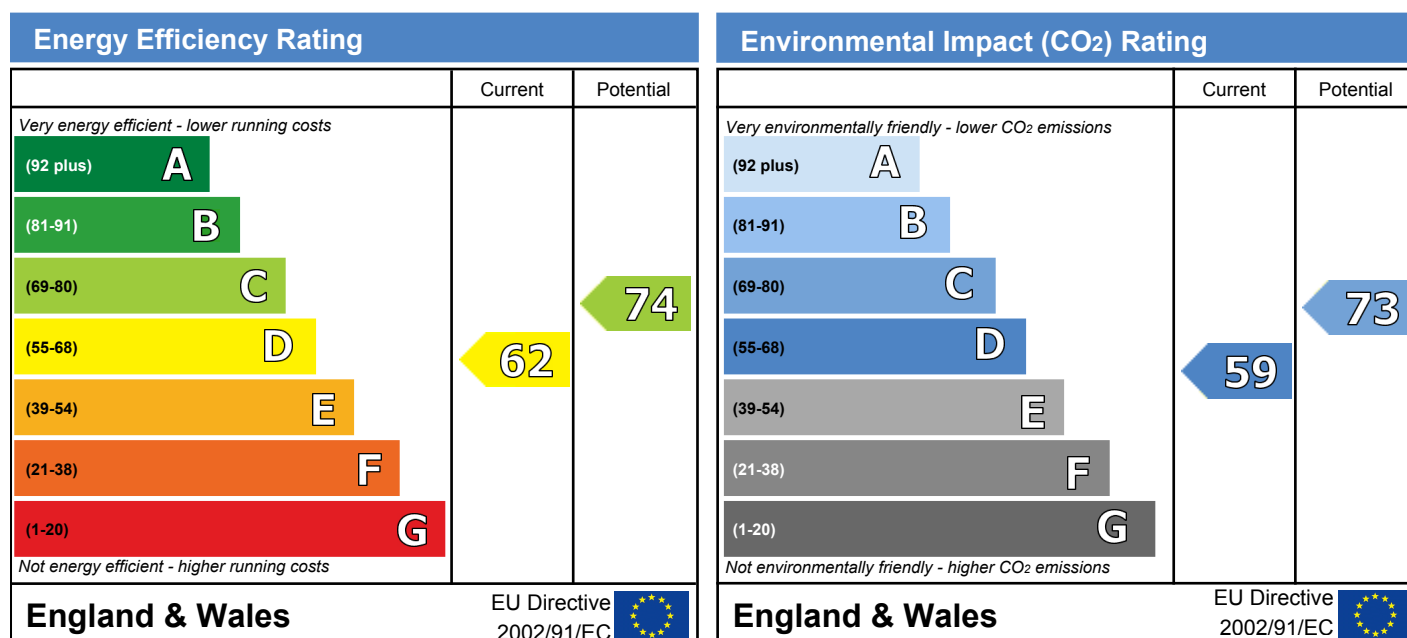 Energy Efficiency Rating
Current Potential
Very energy efficient - lower running costs
(92 plus) A
(81-91) B
(69-80) C
74
(55-68) D
62
(39-54) E
(21-38) F
(1-20) G
Not energy efficient - higher running costs
England & Wales
EU Directive
2002/91/EC
Environmental Impact (CO2) Rating
Current Potential
Very environmentally friendly - lower CO2 emissions
(92 plus) A
(81-91) B
(69-80) C
73
(55-68) D
59
(39-54) E
(21-38) F
(1-20) G
Not environmentally friendly - higher CO2 emissions
England & Wales
EU Directive
2002/91/EC